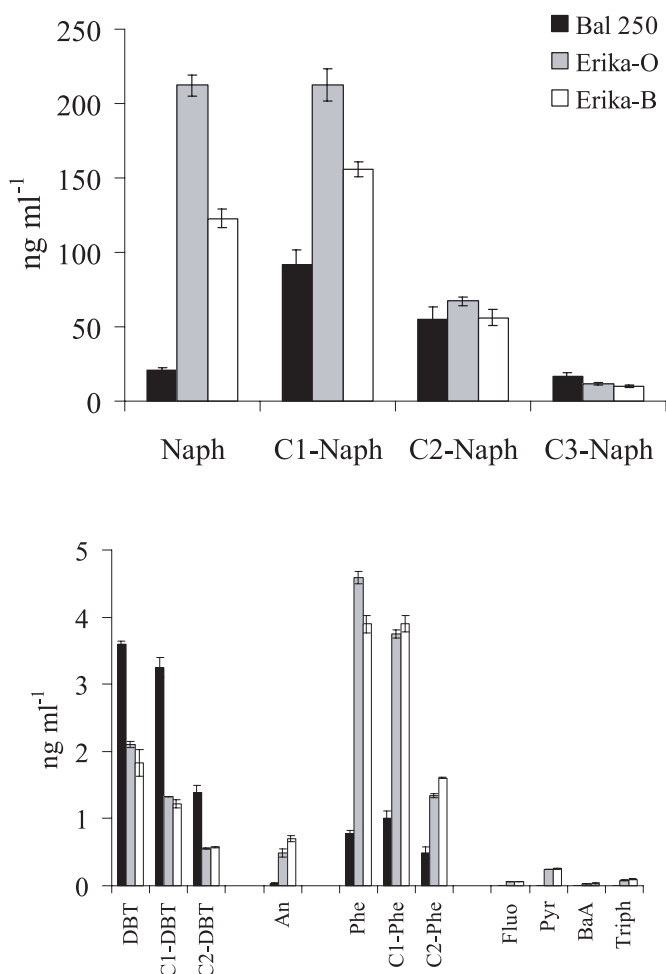 Bal 250
Erika-O
Erika-B
ng ml⁻¹
250
200
150
100
50
0
Naph C1-Naph C2-Naph C3-Naph
ng ml⁻¹
5
4
3
2
1
0
DBT C1-DBT C2-DBT An Phe C1-Phe C2-Phe Fluo Pyr BaA Triph